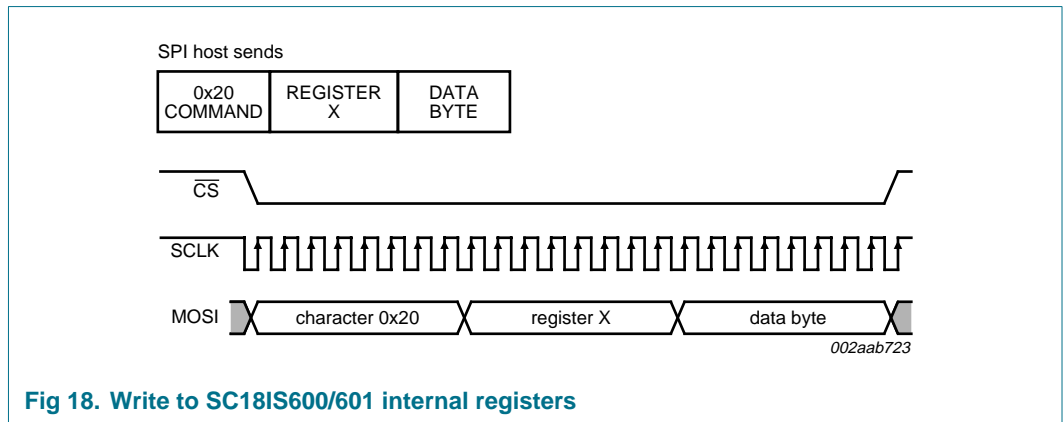 SPI host sends
0x20 COMMAND
REGISTER X
DATA BYTE
CS
SCLK
MOSI
character 0x20
register X
data byte
002aab723
Fig 18. Write to SC18IS600/601 internal registers